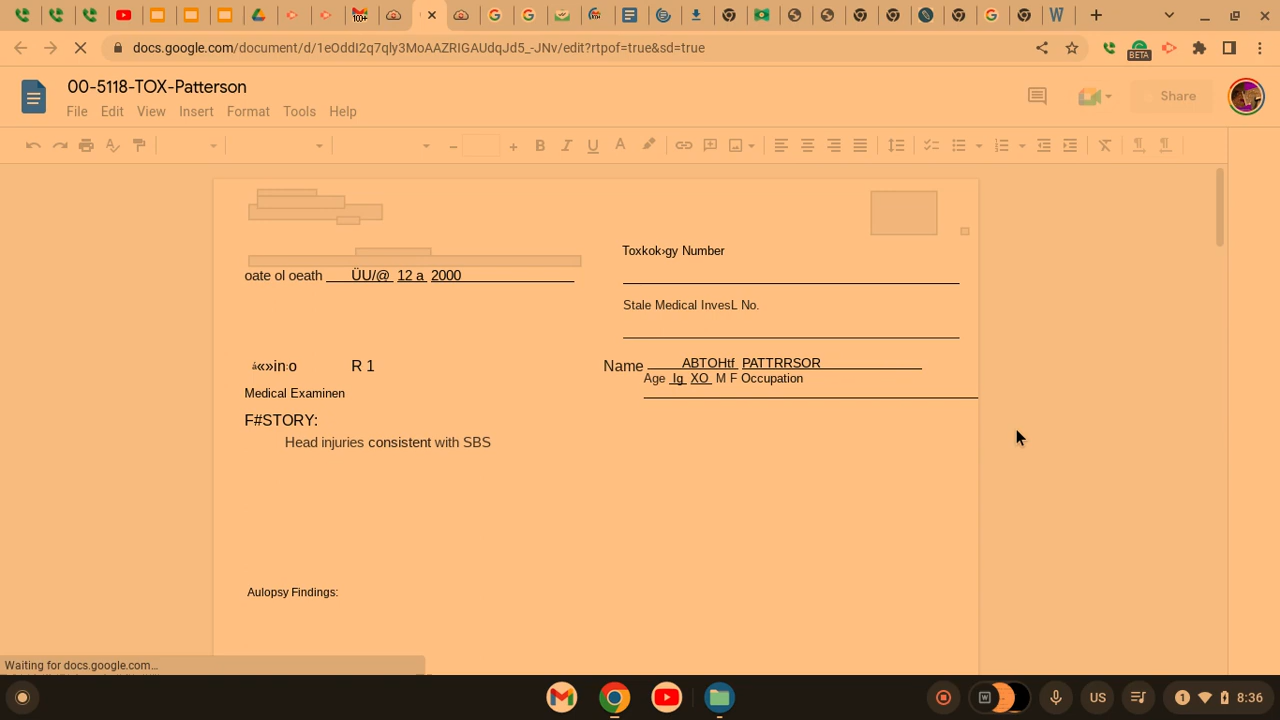 100+
docs.google.com/document/d/1eOddI2q7qly3MoAAZRIGAUdqJd5_-JNv/edit?rtpof=true&sd=true
BETA
00-5118-TOX-Patterson
File Edit View Insert Format Tools Help
Share
Toxkok›gy Number
oate ol oeath ÜU/@ 12 a 2000
Stale Medical InvesL No.
R 1
Name ABTOHtf PATTRRSOR
Age Ig XO M F Occupation
Medical Examinen
F#STORY:
Head injuries consistent with SBS
Aulopsy Findings:
Waiting for docs.google.com…
US
1
8:36